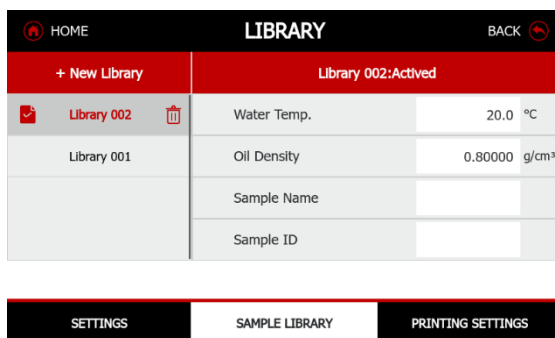 HOME
LIBRARY
BACK
+ New Library
Library 002:Actived
Library 002
Water Temp.
20.0 °C
Library 001
Oil Density
0.80000 g/cm³
Sample Name
Sample ID
SETTINGS
SAMPLE LIBRARY
PRINTING SETTINGS